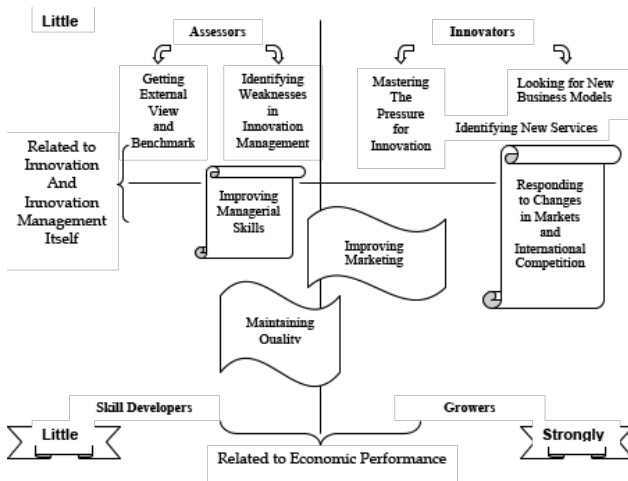 Little
Assessors
Innovators
Getting
External
View
and
Benchmark
Identifying
Weaknesses
in
Innovation
Management
Mastering
The
Pressure
for
Innovation
Looking for New
Business Models
Identifying New Services
Related to
Innovation
And
Innovation
Management
Itself
Improving
Managerial
Skills
Responding
to Changes
in Markets
and
International
Competition
Improving
Marketing
Maintaining
Quality
Skill Developers
Growers
Little
Strongly
Related to Economic Performance